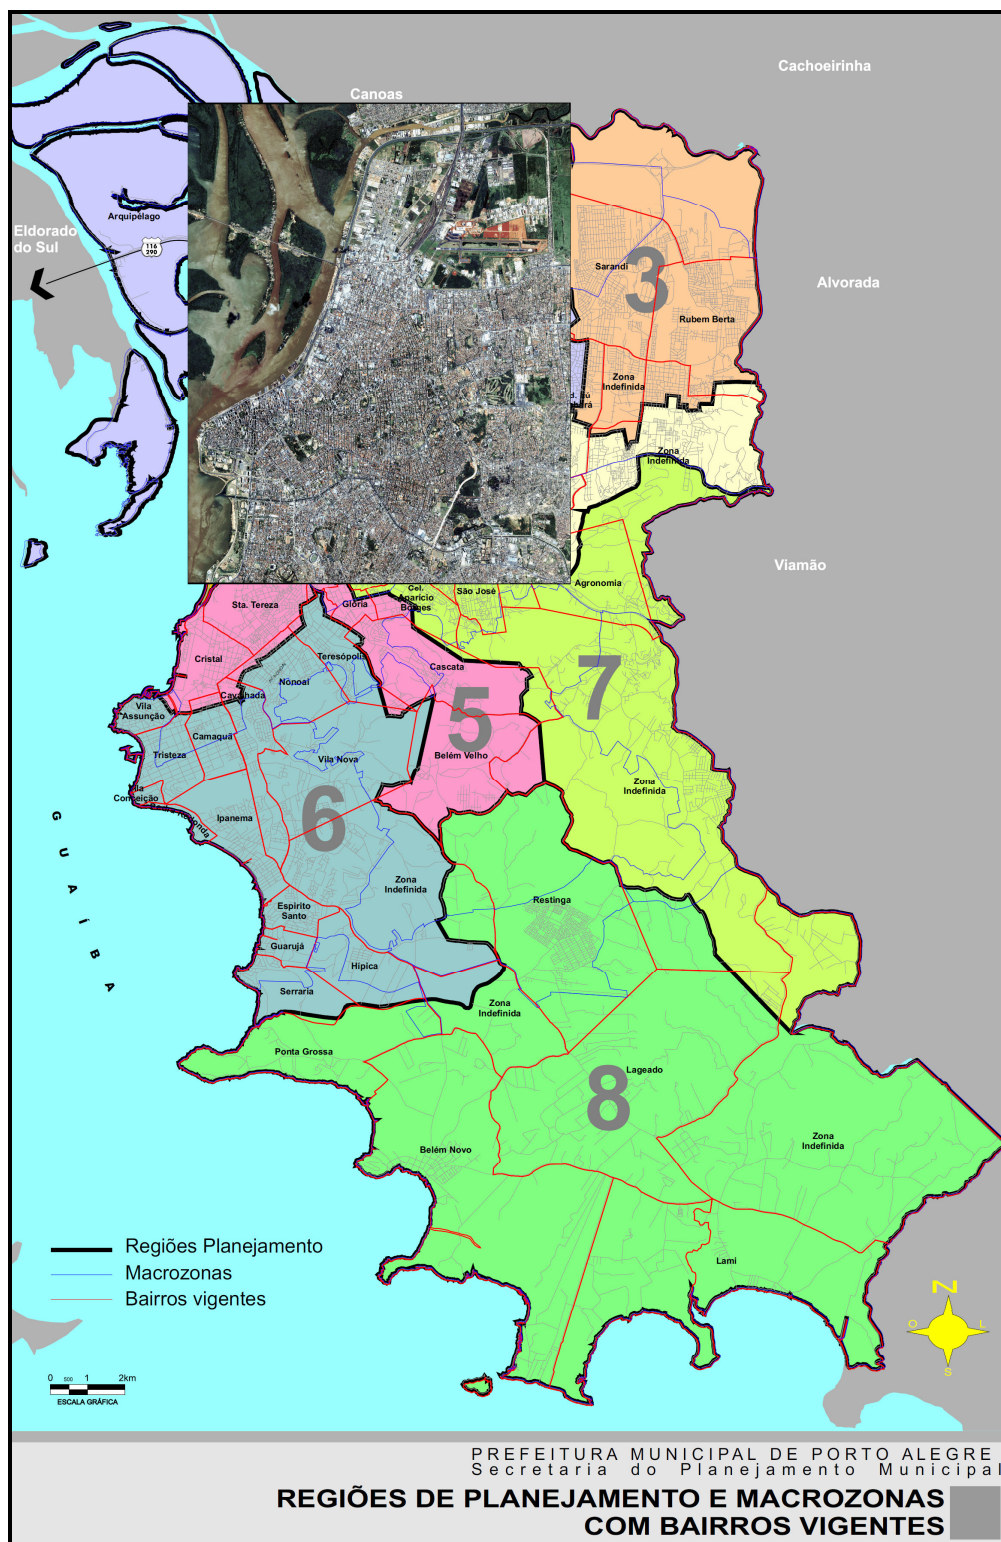 Cachoeirinha
Canoas
Arquipélago
Eldorado
do Sul
116
290
Alvorada
Sarandi
3
Rubem Berta
Zona
Indefinida
Zona
Indefinida
Viamão
Agronomia
Cel.
Aparício
Borges
São José
Glória
Sta. Tereza
Teresópolis
Cristal
Cascata
7
Nonoai
Cavalhada
5
Vila
Assunção
Camaquã
Tristeza
Vila Nova
Belém Velho
Zona
Indefinida
Vila
Conceição
Pedra Redonda
Ipanema
6
GUAÍBA
Zona
Indefinida
Restinga
Espirito
Santo
Guarujá
Hípica
Serraria
Zona
Indefinida
Ponta Grossa
Lageado
8
Zona
Indefinida
Belém Novo
Lami
Regiões Planejamento
Macrozonas
Bairros vigentes
N
O
L
S
0 500 1 2km
ESCALA GRÁFICA
PREFEITURA MUNICIPAL DE PORTO ALEGRE
Secretaria do Planejamento Municipal
REGIÕES DE PLANEJAMENTO E MACROZONAS
COM BAIRROS VIGENTES